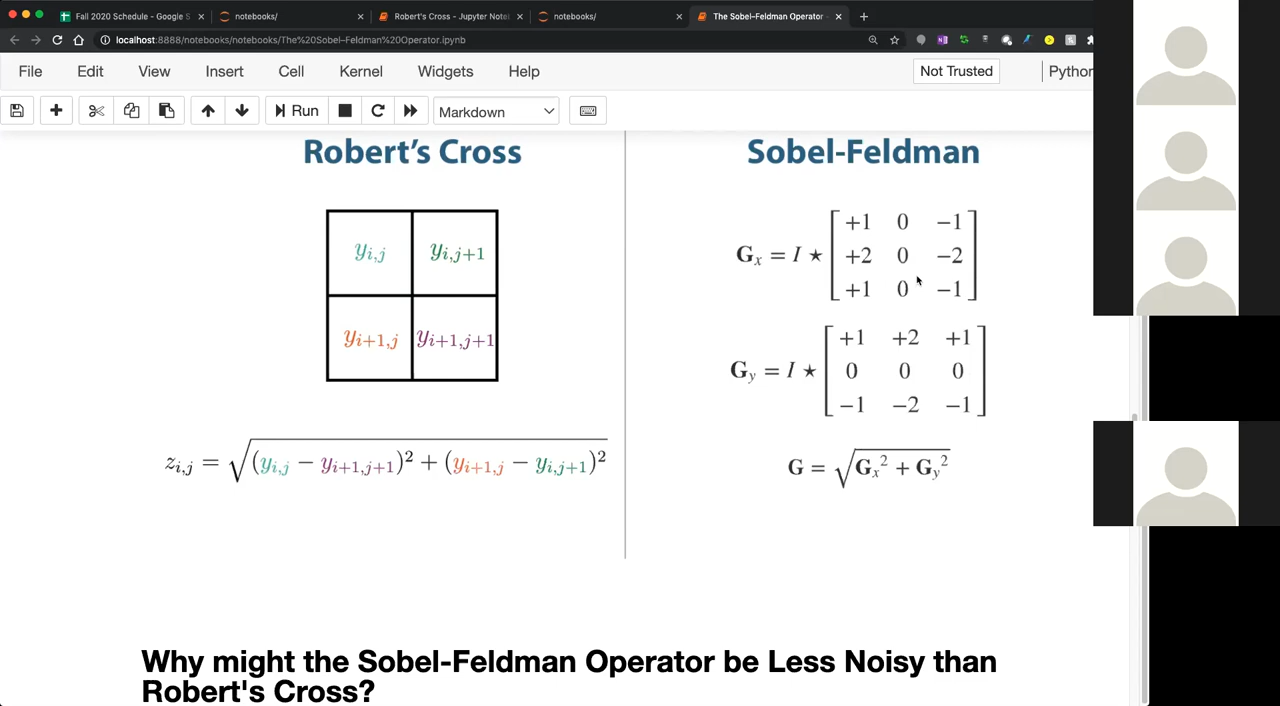 Fall 2020 Schedule - Google S
notebooks/
Robert's Cross - Jupyter Note
notebooks/
The Sobel–Feldman Operator -
localhost:8888/notebooks/notebooks/The%20Sobel–Feldman%20Operator.ipynb
File Edit View Insert Cell Kernel Widgets Help
Not Trusted
Python
Run
Markdown
Robert's Cross
y_{i,j} y_{i,j+1}
y_{i+1,j} y_{i+1,j+1}
z_{i,j} = √((y_{i,j} − y_{i+1,j+1})² + (y_{i+1,j} − y_{i,j+1})²)
Sobel-Feldman
+1 0 −1
G_x = I ⋆ +2 0 −2
+1 0 −1
+1 +2 +1
G_y = I ⋆ 0 0 0
−1 −2 −1
G = √(G_x² + G_y²)
Why might the Sobel-Feldman Operator be Less Noisy than
Robert's Cross?